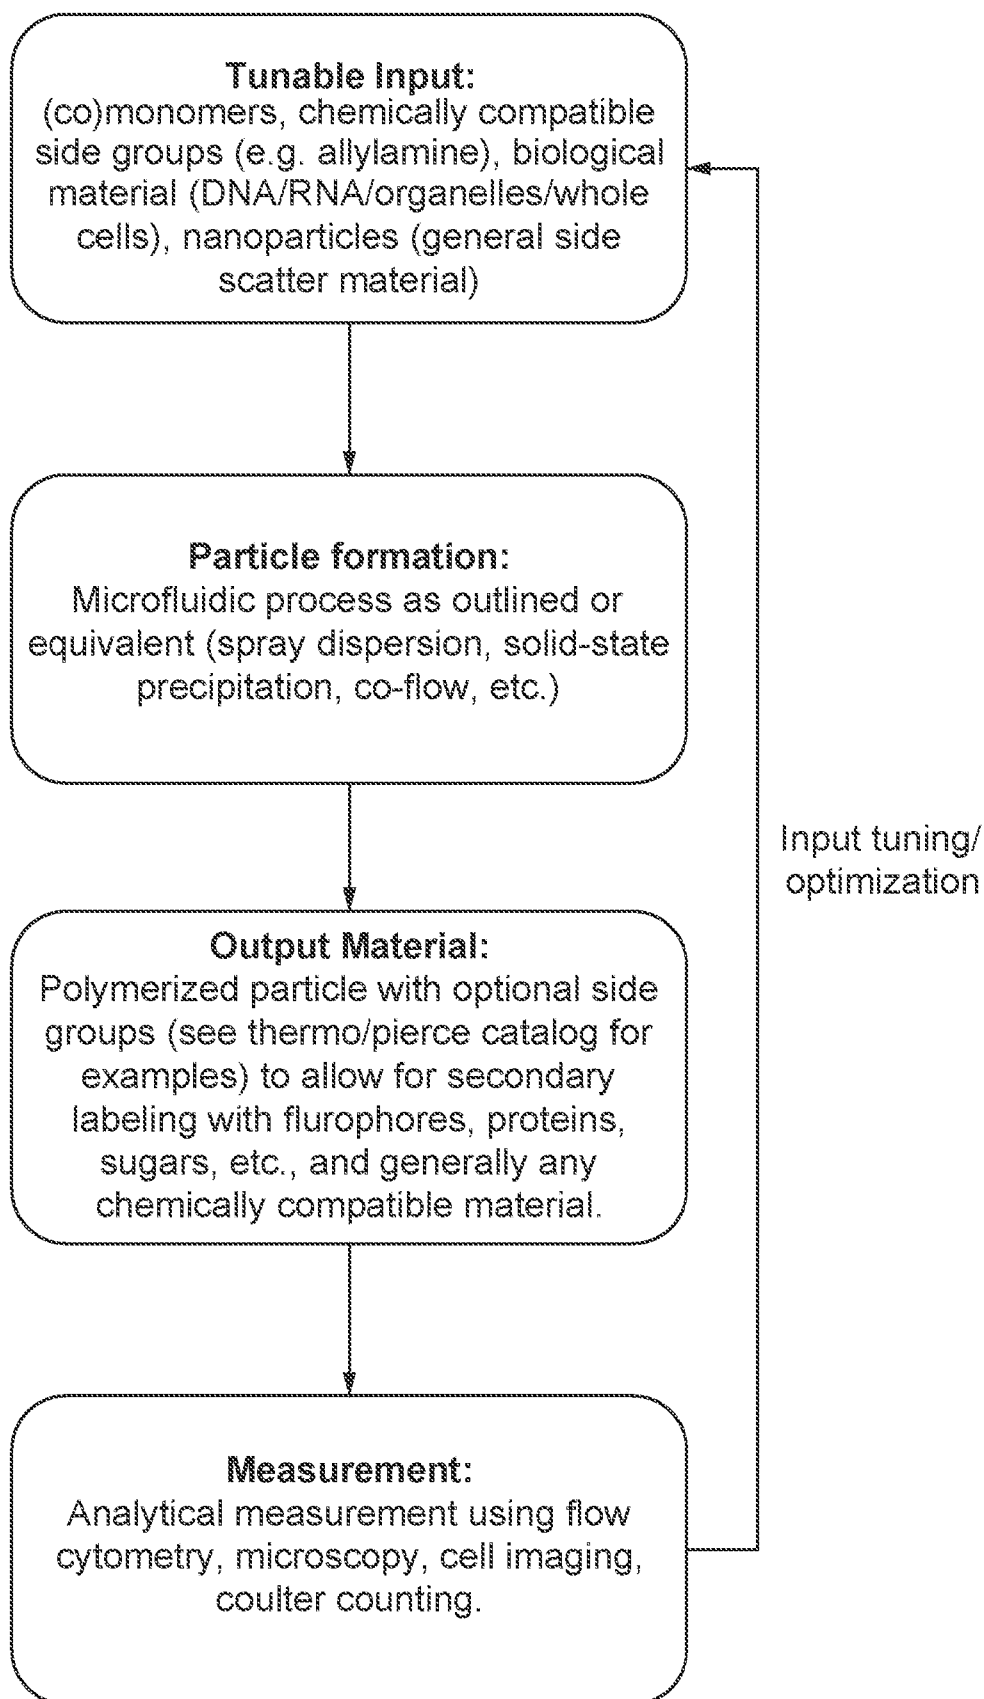 Tunable Input:
(co)monomers, chemically compatible
side groups (e.g. allylamine), biological
material (DNA/RNA/organelles/whole
cells), nanoparticles (general side
scatter material)
Particle formation:
Microfluidic process as outlined or
equivalent (spray dispersion, solid-state
precipitation, co-flow, etc.)
Input tuning/
optimization
Output Material:
Polymerized particle with optional side
groups (see thermo/pierce catalog for
examples) to allow for secondary
labeling with flurophores, proteins,
sugars, etc., and generally any
chemically compatible material.
Measurement:
Analytical measurement using flow
cytometry, microscopy, cell imaging,
coulter counting.